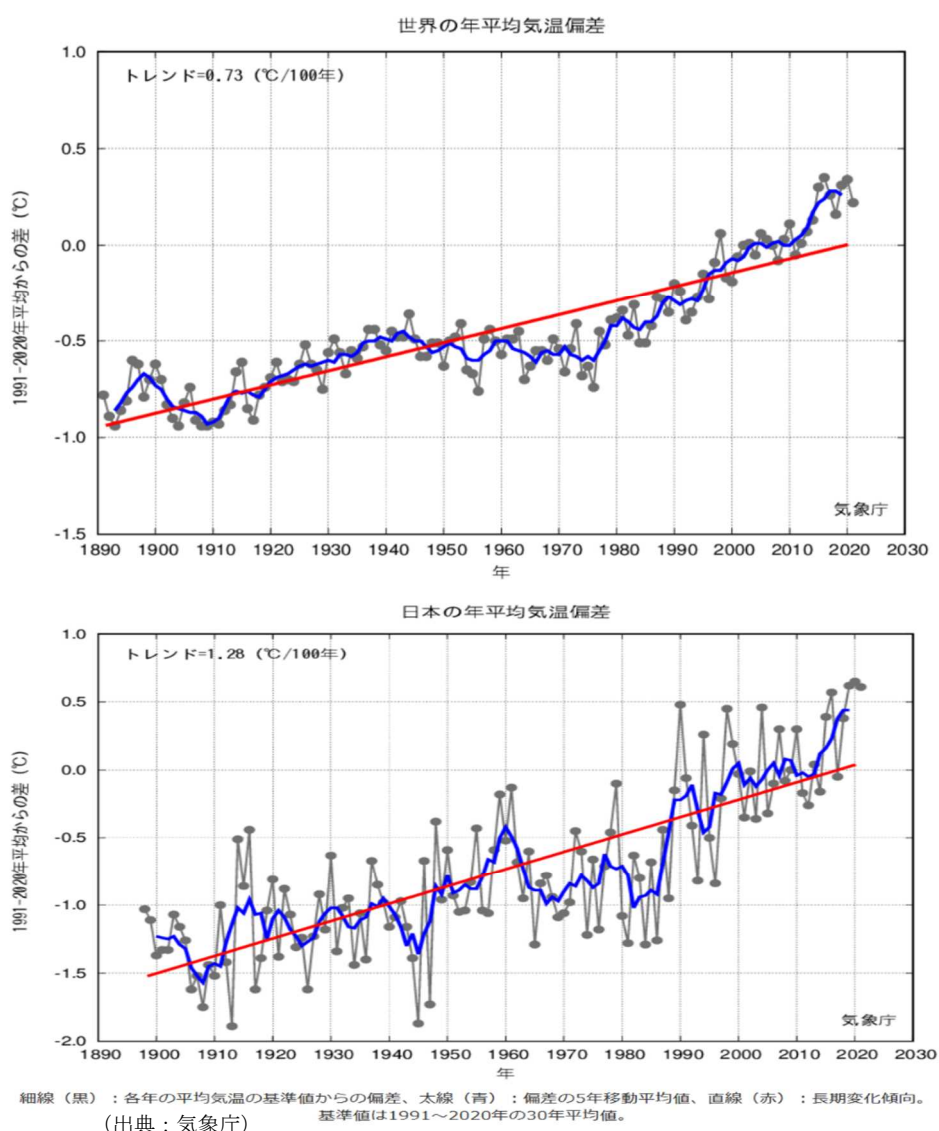 世界の年平均気温偏差
トレンド=0.73 (℃/100年)
1991-2020年平均からの差 (℃)
1.0
0.5
0.0
-0.5
-1.0
-1.5
気象庁
1890 1900 1910 1920 1930 1940 1950 1960 1970 1980 1990 2000 2010 2020 2030
年
日本の年平均気温偏差
トレンド=1.28 (℃/100年)
1991-2020年平均からの差 (℃)
1.0
0.5
0.0
-0.5
-1.0
-1.5
-2.0
気象庁
1890 1900 1910 1920 1930 1940 1950 1960 1970 1980 1990 2000 2010 2020 2030
年
細線（黒）：各年の平均気温の基準値からの偏差、太線（青）：偏差の5年移動平均値、直線（赤）：長期変化傾向。
基準値は1991〜2020年の30年平均値。
（出典：気象庁）